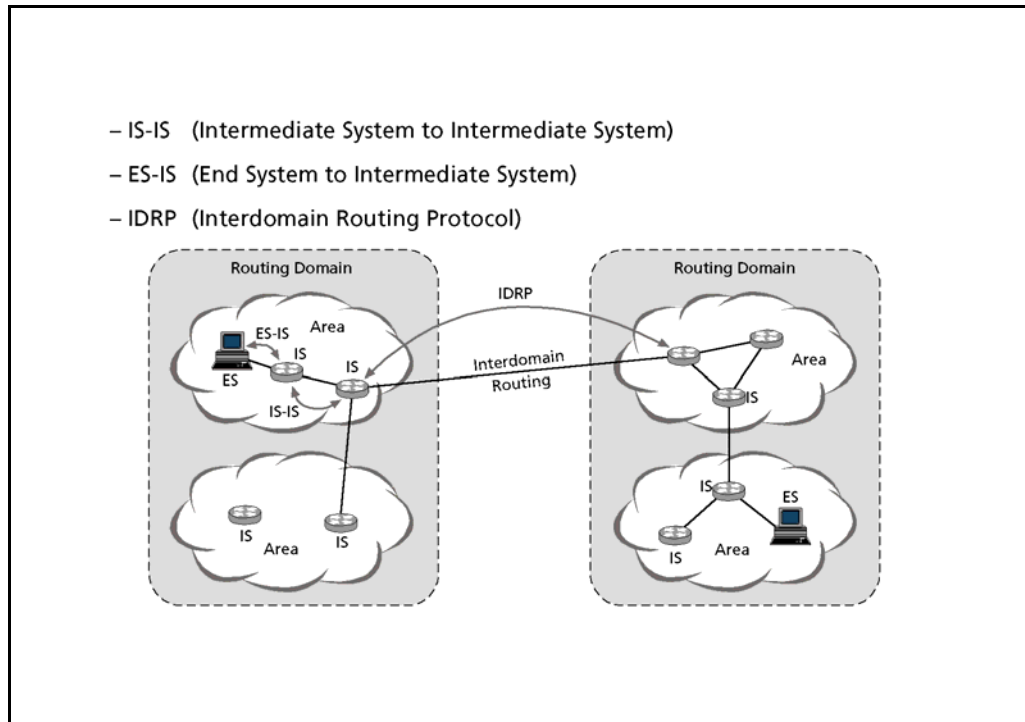 – IS-IS (Intermediate System to Intermediate System)
– ES-IS (End System to Intermediate System)
– IDRP (Interdomain Routing Protocol)
Routing Domain
Routing Domain
IDRP
Area
ES-IS
IS
IS
ES
IS-IS
Interdomain
Routing
Area
IS
IS
IS
Area
IS
ES
IS
Area